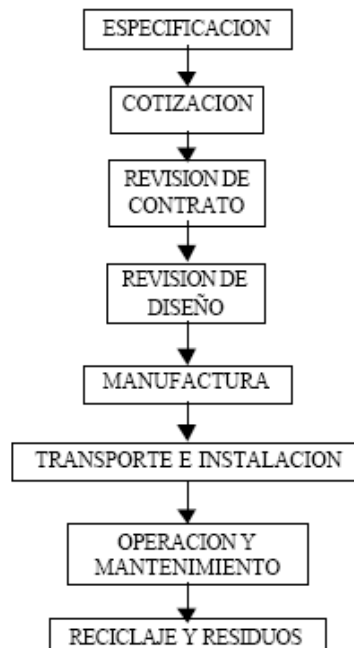 ESPECIFICACION
COTIZACION
REVISION DE
CONTRATO
REVISION DE
DISEÑO
MANUFACTURA
TRANSPORTE E INSTALACION
OPERACION Y
MANTENIMIENTO
RECICLAJE Y RESIDUOS